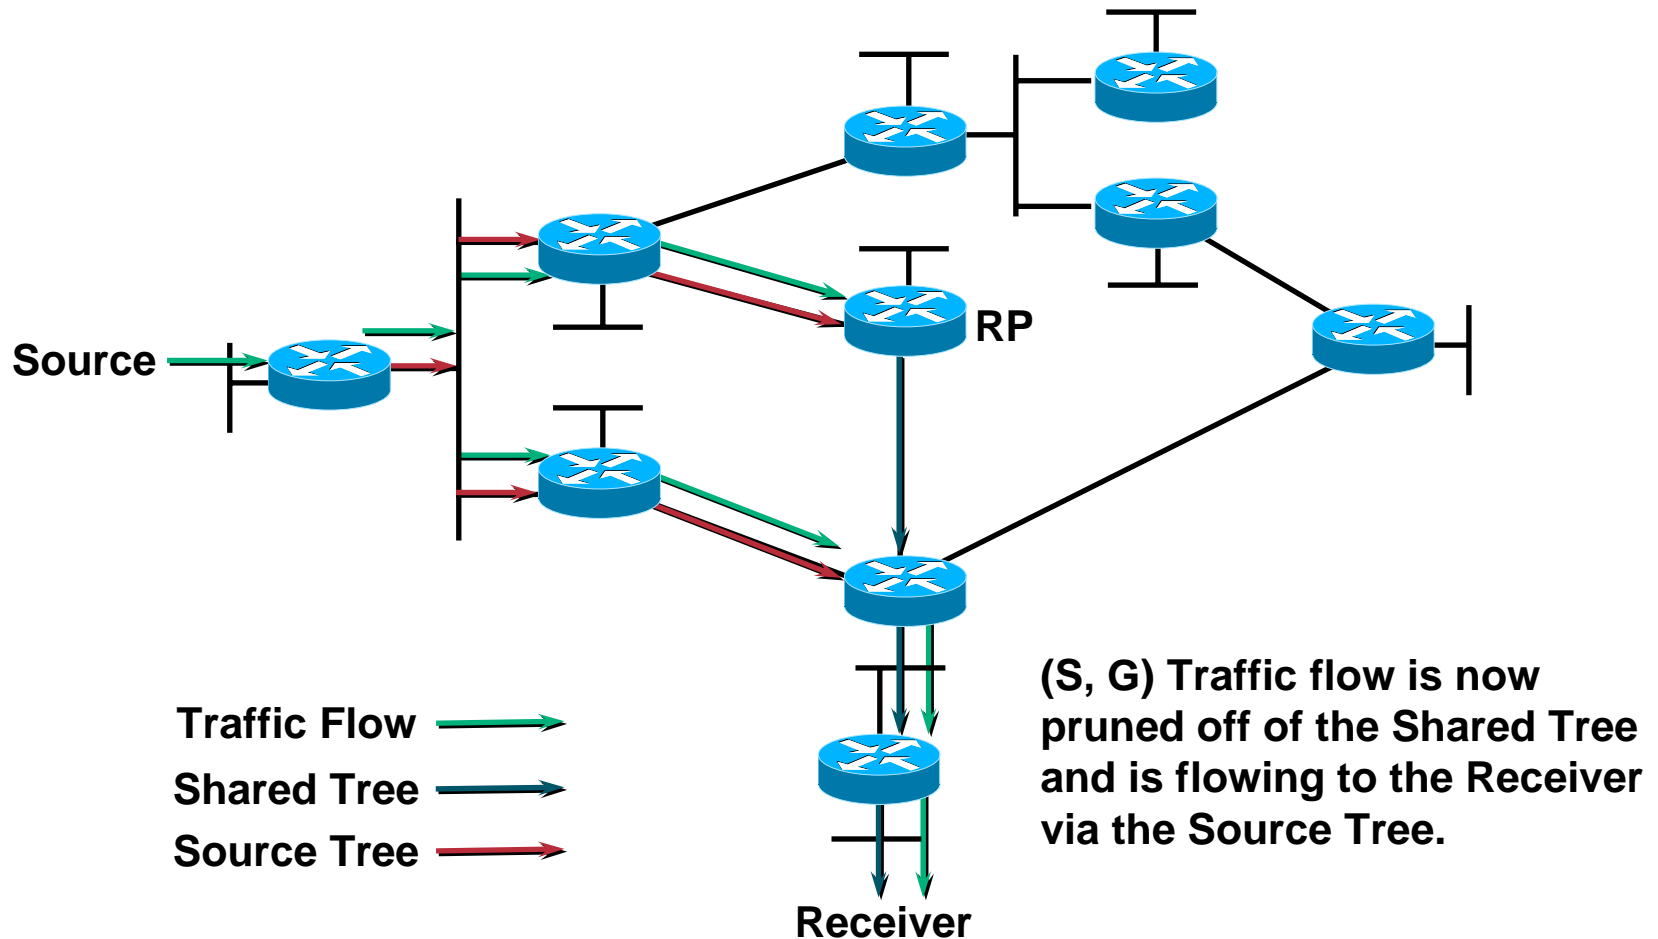 RP
Source
(S, G) Traffic flow is now
pruned off of the Shared Tree
and is flowing to the Receiver
via the Source Tree.
Traffic Flow
Shared Tree
Source Tree
Receiver